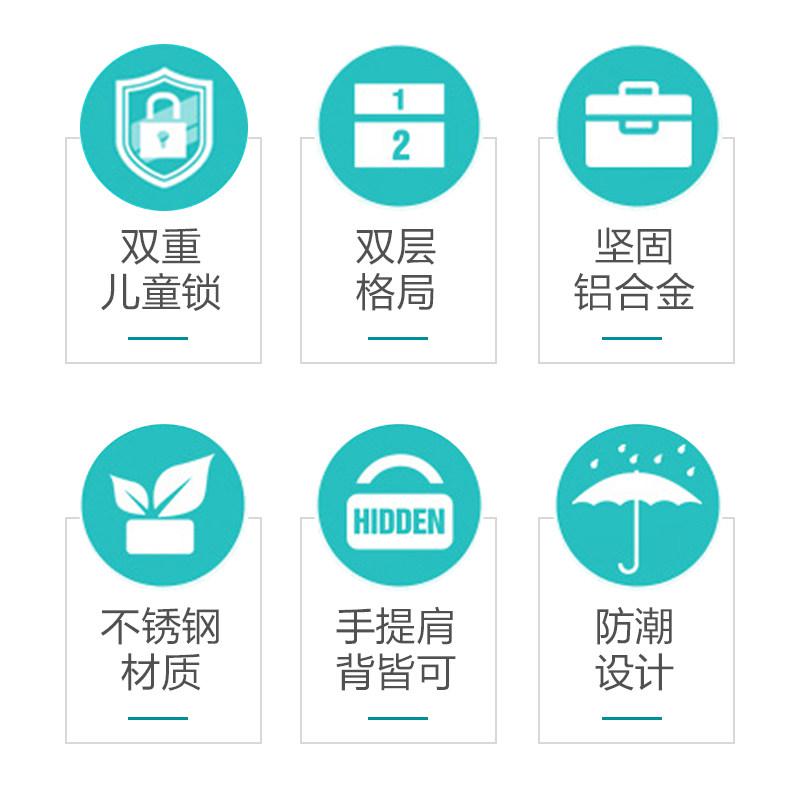 1
2
双重
儿童锁
双层
格局
坚固
铝合金
HIDDEN
不锈钢
材质
手提肩
背皆可
防潮
设计